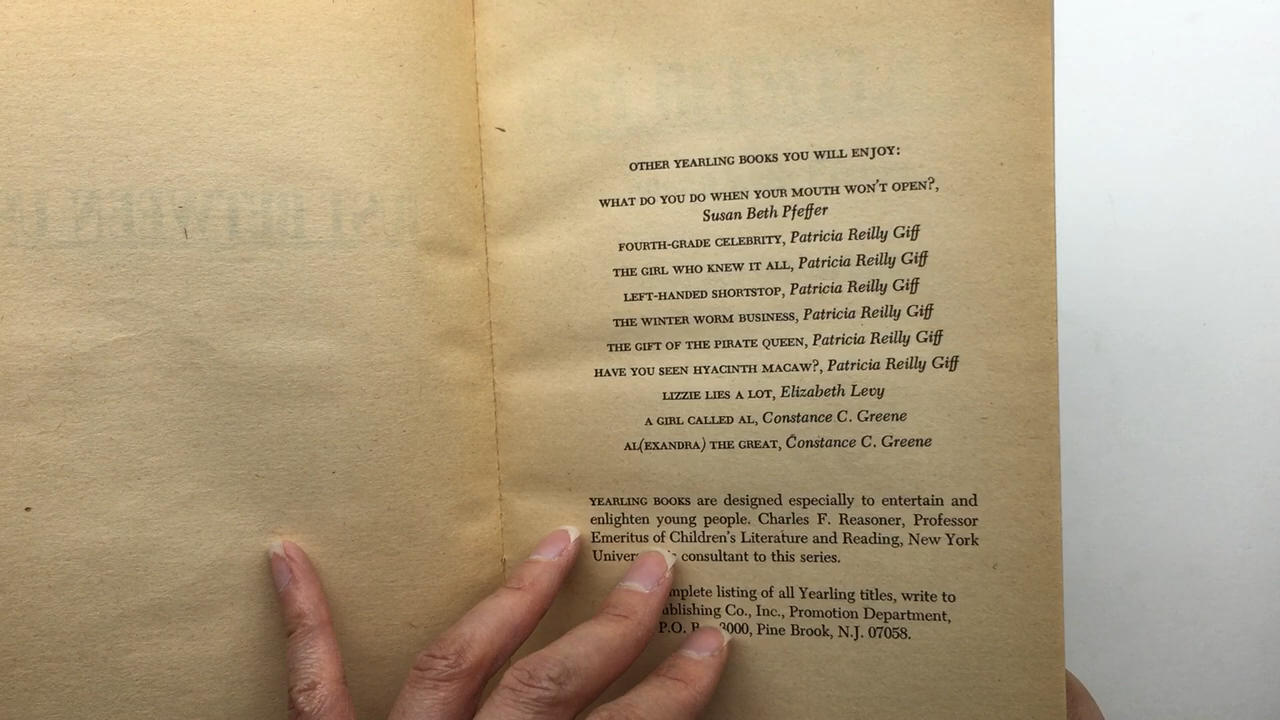 OTHER YEARLING BOOKS YOU WILL ENJOY:
WHAT DO YOU DO WHEN YOUR MOUTH WON'T OPEN?,
Susan Beth Pfeffer
FOURTH-GRADE CELEBRITY, Patricia Reilly Giff
THE GIRL WHO KNEW IT ALL, Patricia Reilly Giff
LEFT-HANDED SHORTSTOP, Patricia Reilly Giff
THE WINTER WORM BUSINESS, Patricia Reilly Giff
THE GIFT OF THE PIRATE QUEEN, Patricia Reilly Giff
HAVE YOU SEEN HYACINTH MACAW?, Patricia Reilly Giff
LIZZIE LIES A LOT, Elizabeth Levy
A GIRL CALLED AL, Constance C. Greene
AL(EXANDRA) THE GREAT, Constance C. Greene
YEARLING BOOKS are designed especially to entertain and
enlighten young people. Charles F. Reasoner, Professor
Emeritus of Children's Literature and Reading, New York
consultant to this series.
listing of all Yearling titles, write to
Co., Inc., Promotion Department,
P.O. Pine Brook, N.J. 07058.